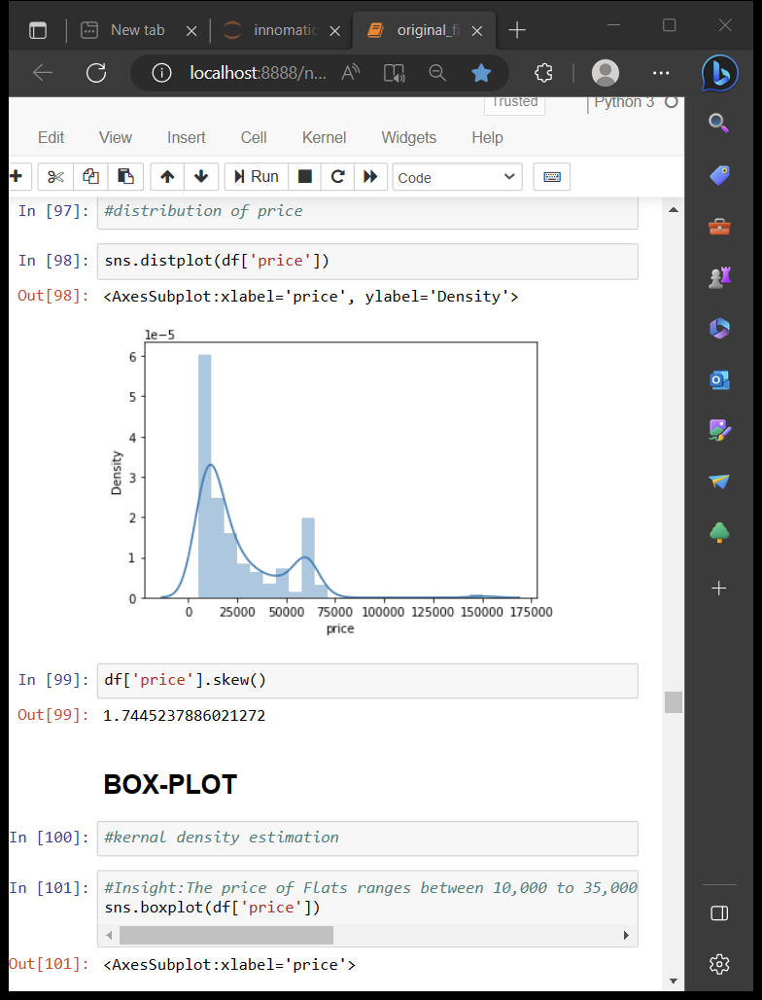 New tab
innomatic
original_fi
localhost:8888/n...
Trusted
Python 3
Edit View Insert Cell Kernel Widgets Help
Run
Code
In [97]: #distribution of price
In [98]: sns.distplot(df['price'])
Out[98]: <AxesSubplot:xlabel='price', ylabel='Density'>
1e−5
6
5
4
3
2
1
0
Density
0 25000 50000 75000 100000 125000 150000 175000
price
In [99]: df['price'].skew()
Out[99]: 1.7445237886021272
BOX-PLOT
In [100]: #kernal density estimation
In [101]: #Insight:The price of Flats ranges between 10,000 to 35,000
sns.boxplot(df['price'])
Out[101]: <AxesSubplot:xlabel='price'>